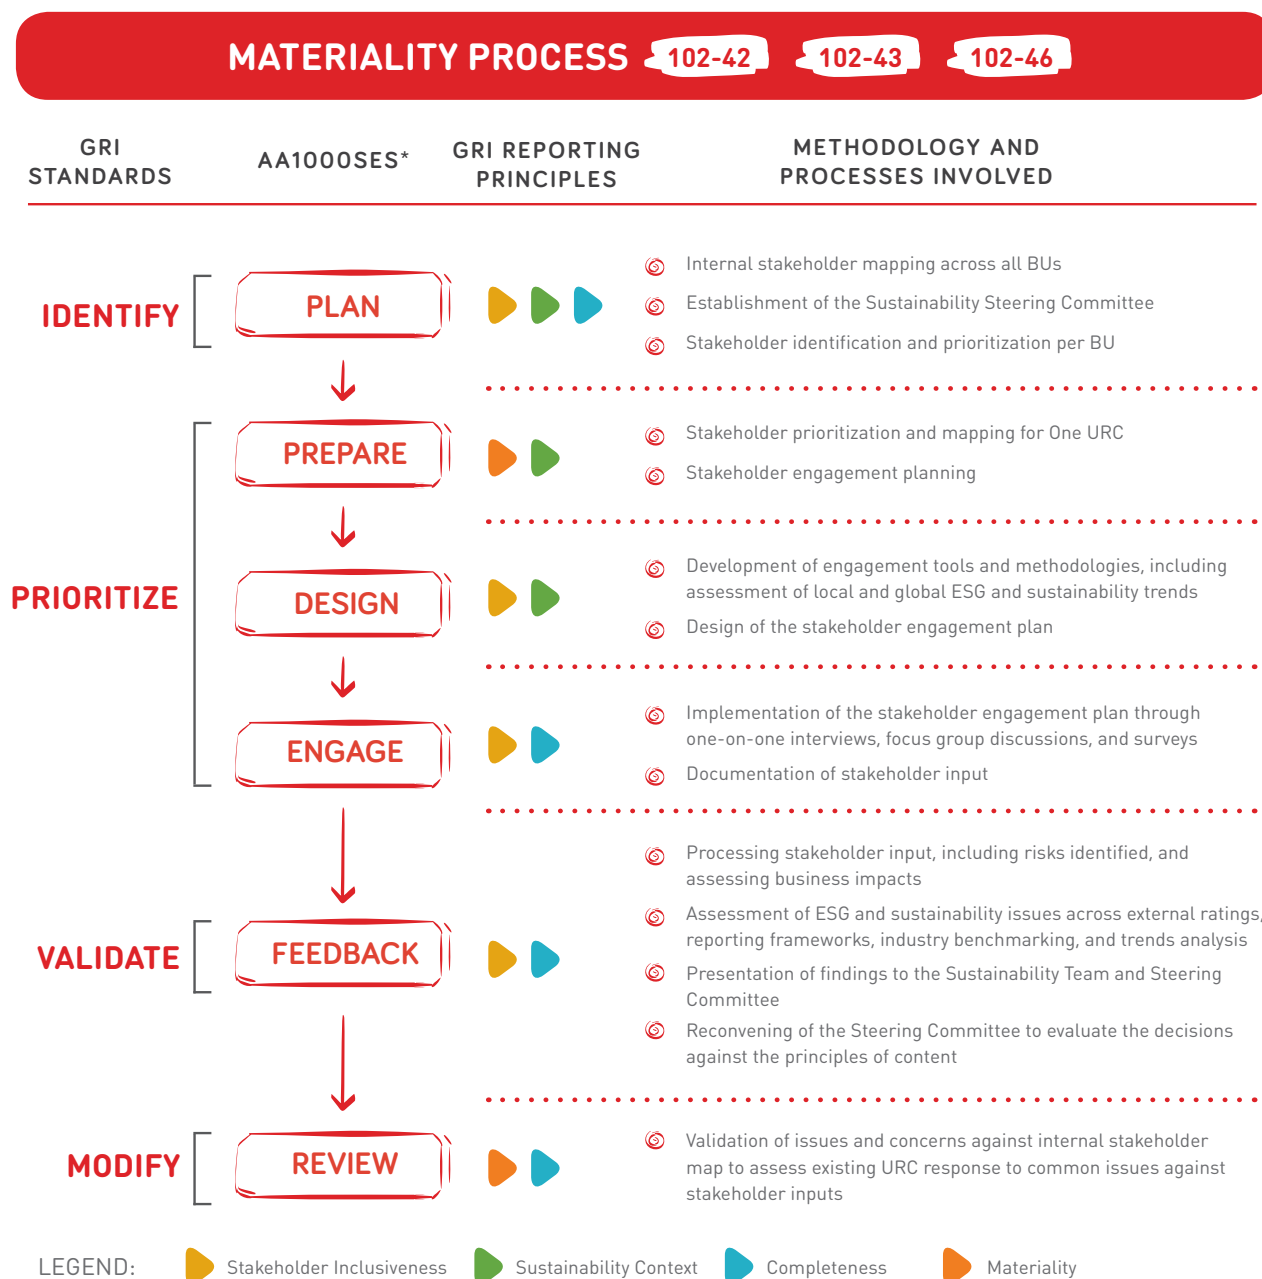 MATERIALITY PROCESS 102-42 102-43 102-46
GRI
STANDARDS
AA1000SES*
GRI REPORTING
PRINCIPLES
METHODOLOGY AND
PROCESSES INVOLVED
IDENTIFY
PLAN
Internal stakeholder mapping across all BUs
Establishment of the Sustainability Steering Committee
Stakeholder identification and prioritization per BU
PRIORITIZE
PREPARE
Stakeholder prioritization and mapping for One URC
Stakeholder engagement planning
DESIGN
Development of engagement tools and methodologies, including
assessment of local and global ESG and sustainability trends
Design of the stakeholder engagement plan
ENGAGE
Implementation of the stakeholder engagement plan through
one-on-one interviews, focus group discussions, and surveys
Documentation of stakeholder input
VALIDATE
FEEDBACK
Processing stakeholder input, including risks identified, and
assessing business impacts
Assessment of ESG and sustainability issues across external ratings,
reporting frameworks, industry benchmarking, and trends analysis
Presentation of findings to the Sustainability Team and Steering
Committee
Reconvening of the Steering Committee to evaluate the decisions
against the principles of content
MODIFY
REVIEW
Validation of issues and concerns against internal stakeholder
map to assess existing URC response to common issues against
stakeholder inputs
LEGEND: Stakeholder Inclusiveness Sustainability Context Completeness Materiality